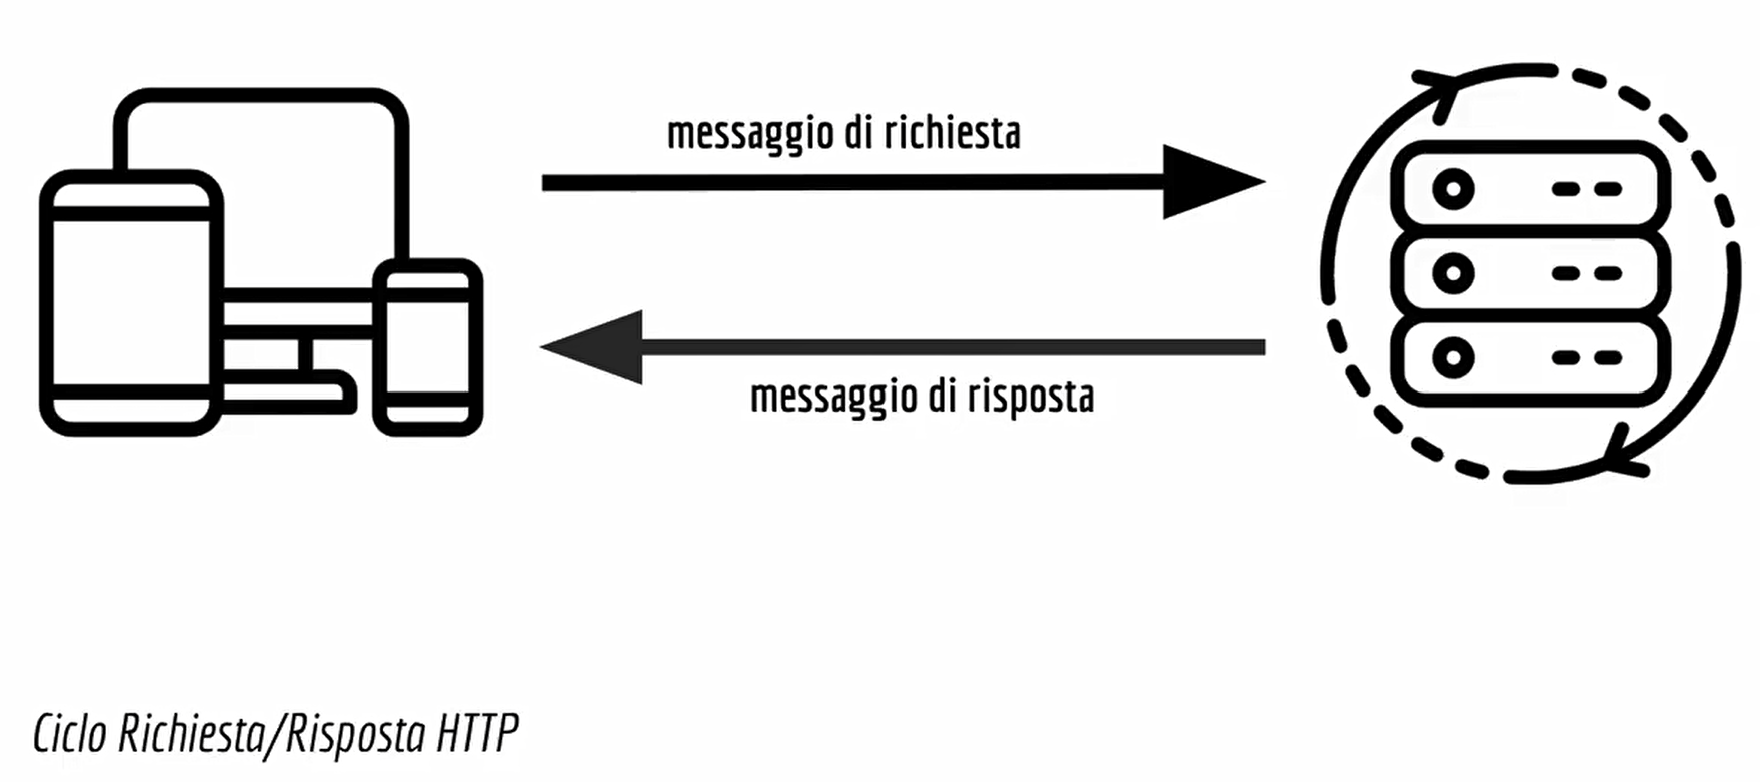 messaggio di richiesta
messaggio di risposta
Ciclo Richiesta/Risposta HTTP